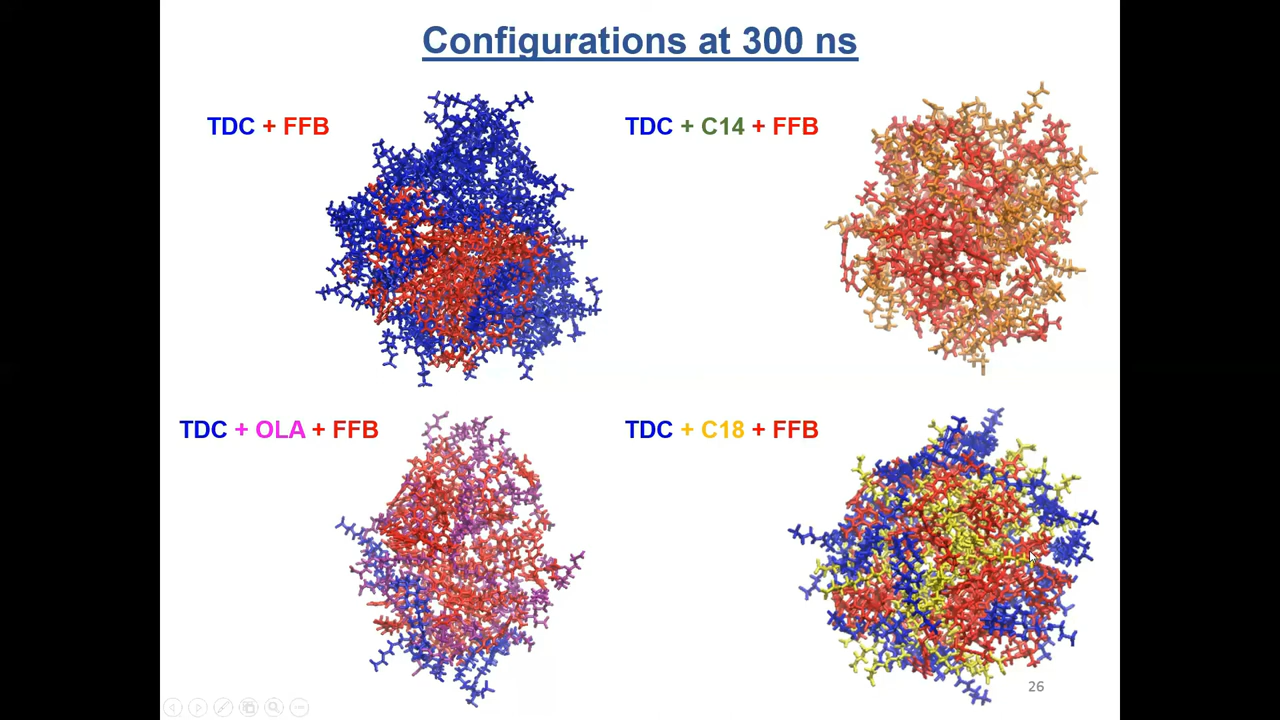 Configurations at 300 ns
TDC + FFB
TDC + C14 + FFB
TDC + OLA + FFB
TDC + C18 + FFB
26